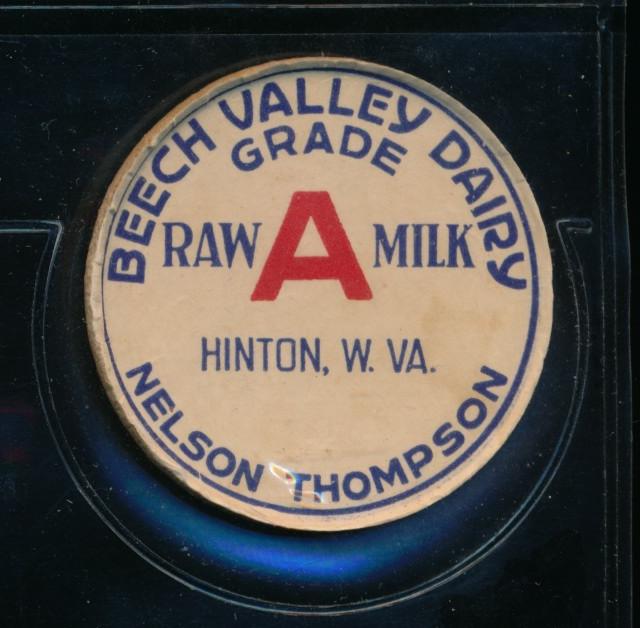 BEECH VALLEY DAIRY
GRADE
RAW A MILK
HINTON, W. VA.
NELSON THOMPSON